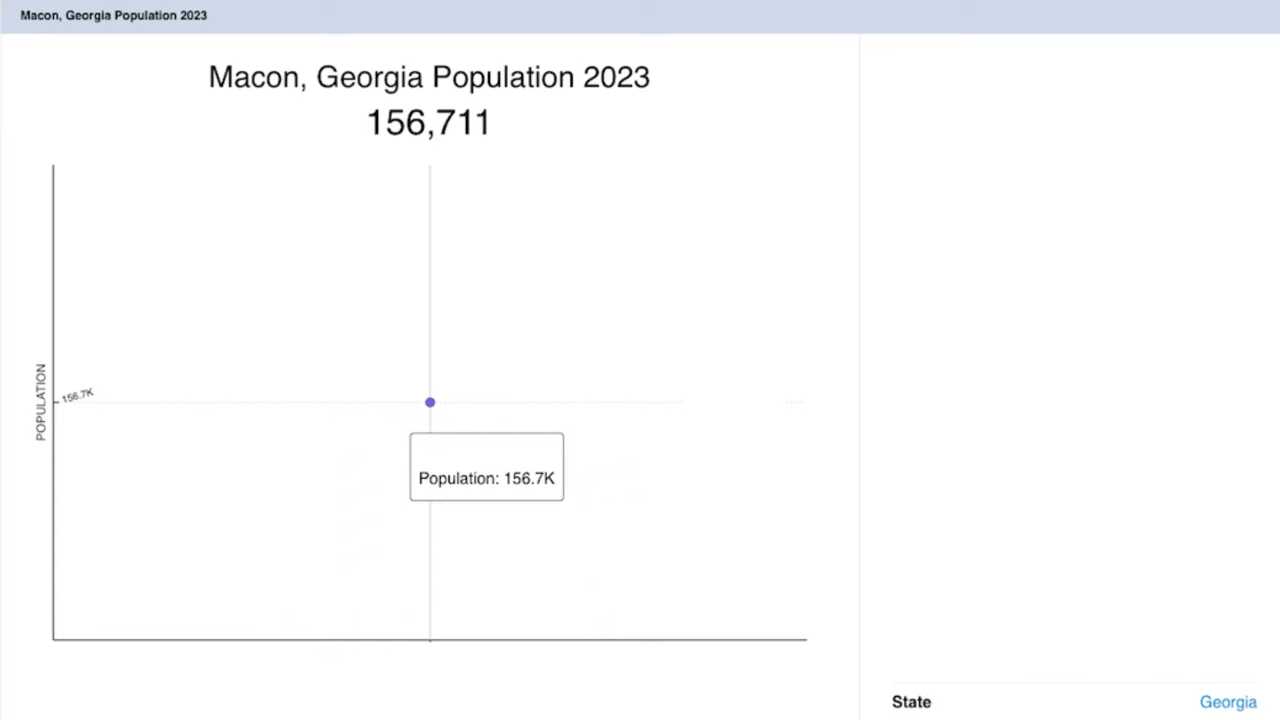 Macon, Georgia Population 2023
Macon, Georgia Population 2023
156,711
POPULATION
156.7K
Population: 156.7K
State
Georgia